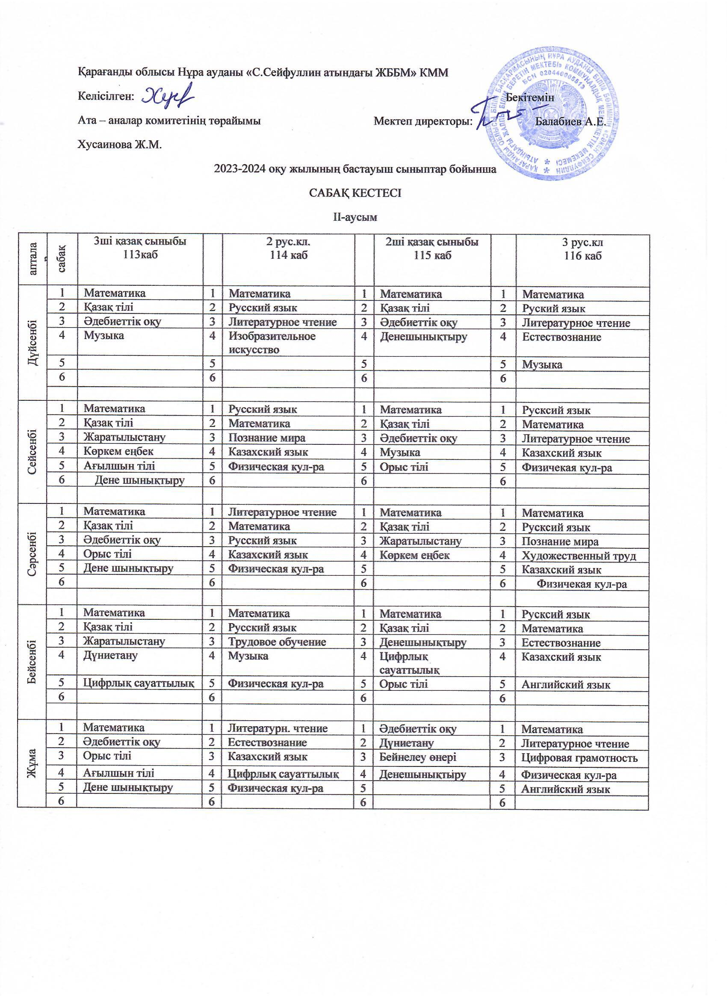 Қарағанды облысы Нұра ауданы «С.Сейфуллин атындағы ЖББМ» КММ
Келісілген: Бекітемін
Ата – аналар комитетінің төрайымы Мектеп директоры: Балабиев А.Е.
Хусаинова Ж.М.
БСН 020440005513
2023-2024 оқу жылының бастауыш сыныптар бойынша
САБАҚ КЕСТЕСІ
ІІ-аусым
аптала р сабақ 3ші қазақ сыныбы 2 рус.кл. 2ші қазақ сыныбы 3 рус.кл
113каб 114 каб 115 каб 116 каб
Дүйсенбі
1 Математика 1 Математика 1 Математика 1 Математика
2 Қазақ тілі 2 Русский язык 2 Қазақ тілі 2 Руский язык
3 Әдебиеттік оқу 3 Литературное чтение 3 Әдебиеттік оқу 3 Литературное чтение
4 Музыка 4 Изобразительное 4 Денешынықтыру 4 Естествознание
искусство
5 5 5 5 Музыка
6 6 6 6
Сейсенбі
1 Математика 1 Русский язык 1 Математика 1 Русксий язык
2 Қазақ тілі 2 Математика 2 Қазақ тілі 2 Математика
3 Жаратылыстану 3 Познание мира 3 Әдебиеттік оқу 3 Литературное чтение
4 Көркем еңбек 4 Казахский язык 4 Музыка 4 Казахский язык
5 Ағылшын тілі 5 Физическая кул-ра 5 Орыс тілі 5 Физичекая кул-ра
6 Дене шынықтыру 6 6 6
Сәрсенбі
1 Математика 1 Литературное чтение 1 Математика 1 Математика
2 Қазақ тілі 2 Математика 2 Қазақ тілі 2 Русксий язык
3 Әдебиеттік оқу 3 Русский язык 3 Жаратылыстану 3 Познание мира
4 Орыс тілі 4 Казахский язык 4 Көркем еңбек 4 Художественный труд
5 Дене шынықтыру 5 Физическая кул-ра 5 5 Казахский язык
6 6 6 6 Физичекая кул-ра
Бейсенбі
1 Математика 1 Математика 1 Математика 1 Русксий язык
2 Қазақ тілі 2 Русский язык 2 Қазақ тілі 2 Математика
3 Жаратылыстану 3 Трудовое обучение 3 Денешынықтыру 3 Естествознание
4 Дүниетану 4 Музыка 4 Цифрлық 4 Казахский язык
сауаттылық
5 Цифрлық сауаттылық 5 Физическая кул-ра 5 Орыс тілі 5 Английский язык
6 6 6 6
Жұма
1 Математика 1 Литературн. чтение 1 Әдебиеттік оқу 1 Математика
2 Әдебиеттік оқу 2 Естествознание 2 Дүниетану 2 Литературное чтение
3 Орыс тілі 3 Казахский язык 3 Бейнелеу өнері 3 Цифровая грамотность
4 Ағылшын тілі 4 Цифрлық сауаттылық 4 Денешынықтыру 4 Физическая кул-ра
5 Дене шынықтыру 5 Физическая кул-ра 5 5 Английский язык
6 6 6 6